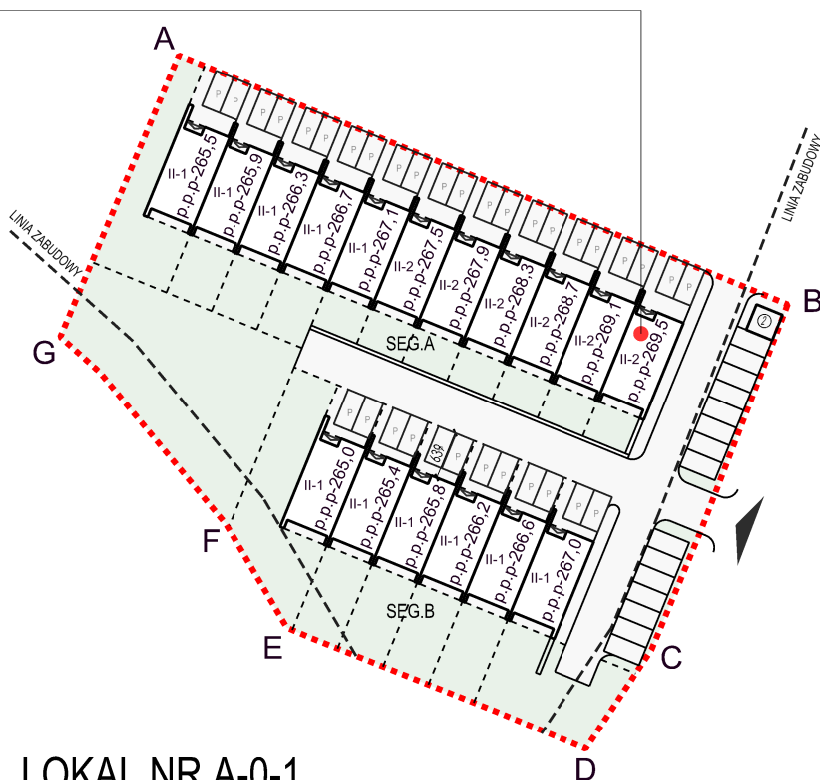 A
P P P P P P P P P P P P P P P P P P P P P P
II-1 p.p.p-265,5
II-1 p.p.p-265,9
II-1 p.p.p-266,3
II-1 p.p.p-266,7
II-1 p.p.p-267,1
II-2 p.p.p-267,5
II-2 p.p.p-267,9
II-2 p.p.p-268,3
II-2 p.p.p-268,7
II-2 p.p.p-269,1
II-2 p.p.p-269,5
LINIA ZABUDOWY
LINIA ZABUDOWY
B
2
G
SEG.A
P P P P P P P P P P P P
639
II-1 p.p.p-265,0
II-1 p.p.p-265,4
II-1 p.p.p-265,8
II-1 p.p.p-266,2
II-1 p.p.p-266,6
II-1 p.p.p-267,0
F
SEG.B
E
C
D
LOKAL NR A-0-1